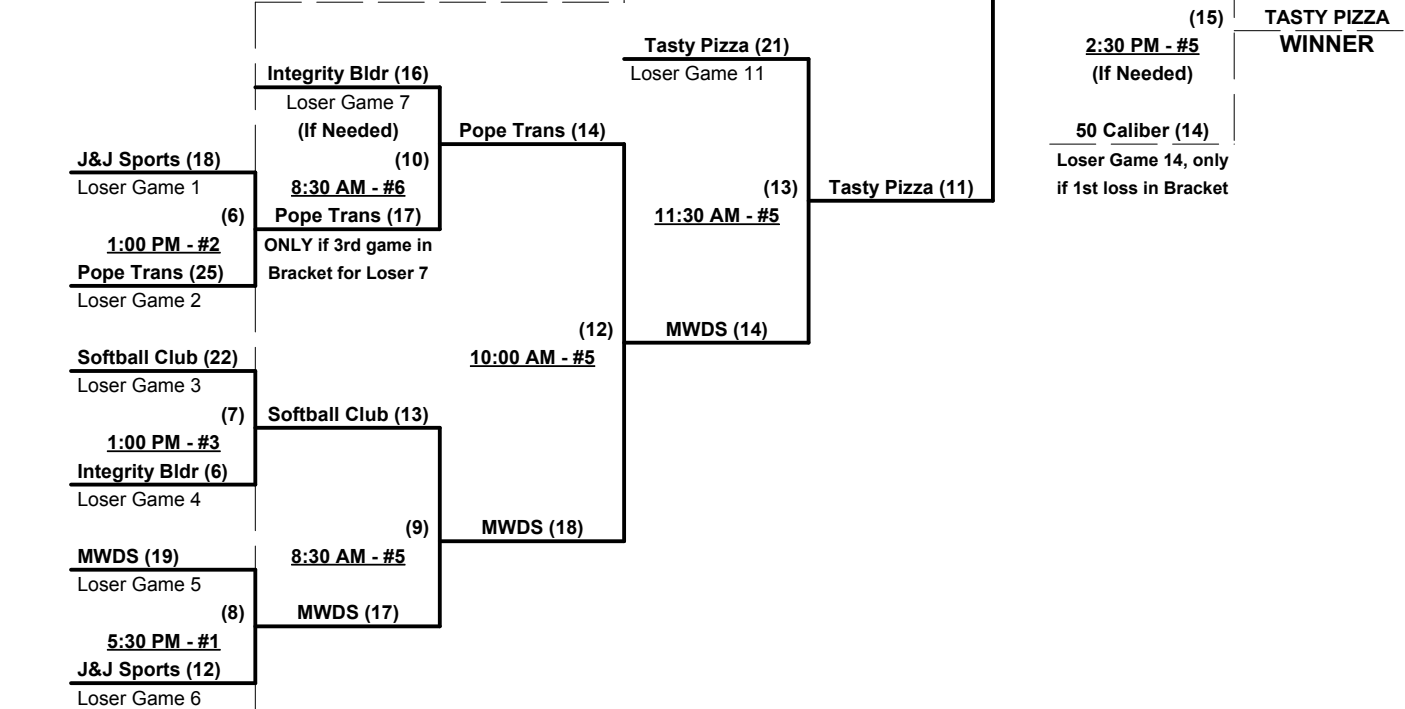 (15)
TASTY PIZZA
2:30 PM - #5
WINNER
(If Needed)
50 Caliber (14)
Loser Game 14, only
if 1st loss in Bracket
Tasty Pizza (21)
Loser Game 11
Integrity Bldr (16)
Loser Game 7
(If Needed)
Pope Trans (14)
(10)
8:30 AM - #6
Pope Trans (17)
ONLY if 3rd game in
Bracket for Loser 7
J&J Sports (18)
Loser Game 1
(6)
1:00 PM - #2
Pope Trans (25)
Loser Game 2
(13)
Tasty Pizza (11)
11:30 AM - #5
(12)
MWDS (14)
10:00 AM - #5
Softball Club (22)
Loser Game 3
(7)
Softball Club (13)
1:00 PM - #3
Integrity Bldr (6)
Loser Game 4
(9)
MWDS (18)
8:30 AM - #5
MWDS (19)
Loser Game 5
(8)
MWDS (17)
5:30 PM - #1
J&J Sports (12)
Loser Game 6